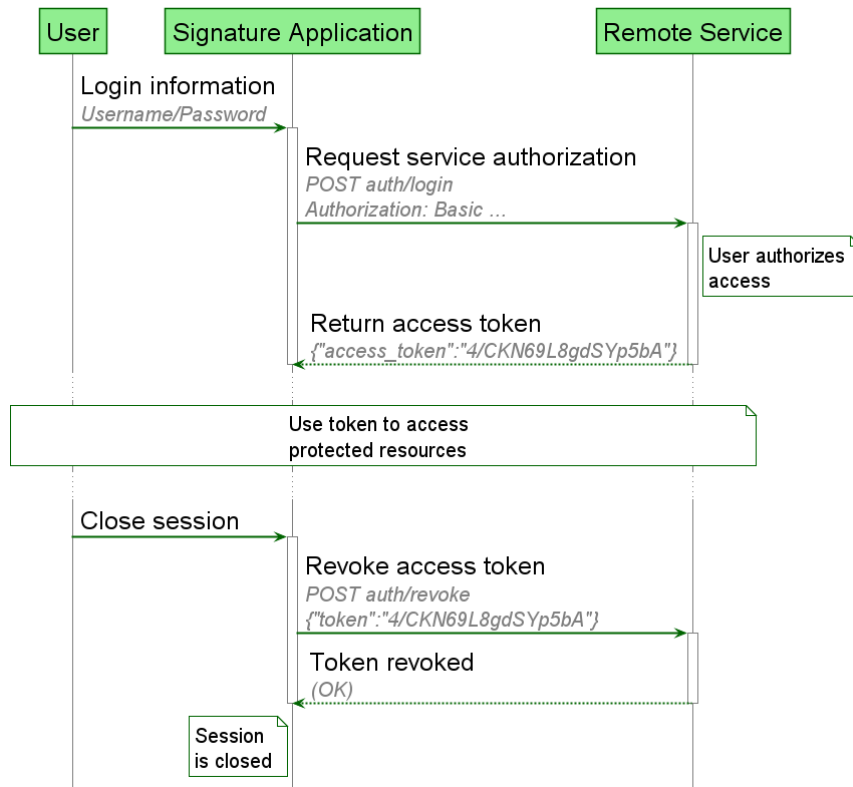 User
Signature Application
Remote Service
Login information
Username/Password
Request service authorization
POST auth/login
Authorization: Basic ...
User authorizes
access
Return access token
{"access_token":"4/CKN69L8gdSYp5bA"}
Use token to access
protected resources
Close session
Revoke access token
POST auth/revoke
{"token":"4/CKN69L8gdSYp5bA"}
Token revoked
(OK)
Session
is closed